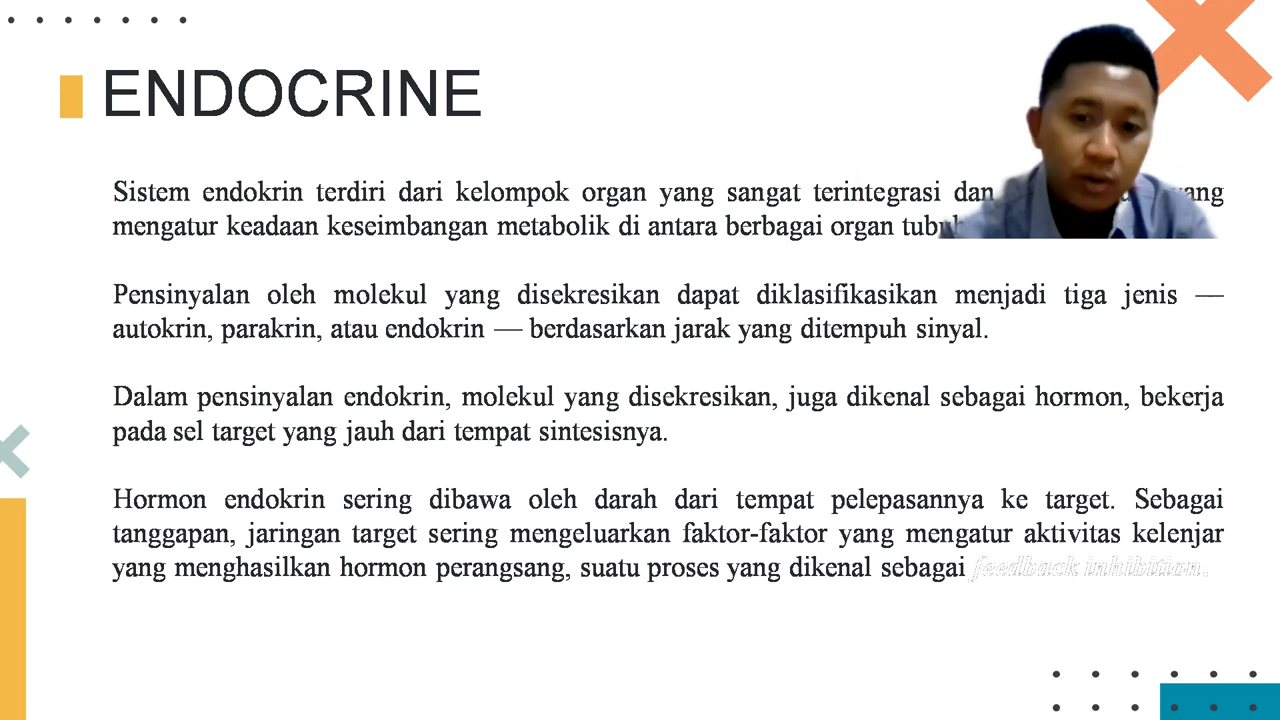 ENDOCRINE
Sistem endokrin terdiri dari kelompok organ yang sangat terintegrasi dan
mengatur keadaan keseimbangan metabolik di antara berbagai organ
Pensinyalan oleh molekul yang disekresikan dapat diklasifikasikan menjadi tiga jenis —
autokrin, parakrin, atau endokrin — berdasarkan jarak yang ditempuh sinyal.
Dalam pensinyalan endokrin, molekul yang disekresikan, juga dikenal sebagai hormon, bekerja
pada sel target yang jauh dari tempat sintesisnya.
Hormon endokrin sering dibawa oleh darah dari tempat pelepasannya ke target. Sebagai
tanggapan, jaringan target sering mengeluarkan faktor-faktor yang mengatur aktivitas kelenjar
yang menghasilkan hormon perangsang, suatu proses yang dikenal sebagai feedback inhibition.